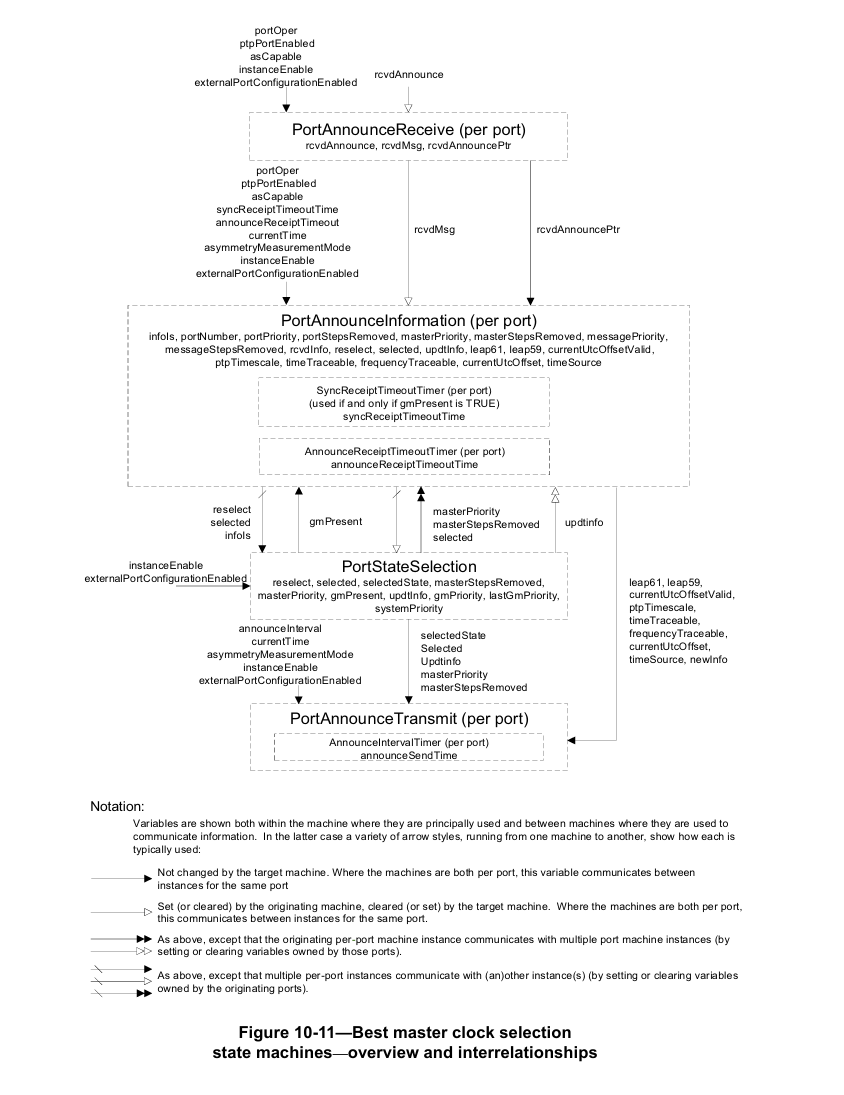 portOper
ptpPortEnabled
asCapable
instanceEnable
externalPortConfigurationEnabled
rcvdAnnounce
PortAnnounceReceive (per port)
rcvdAnnounce, rcvdMsg, rcvdAnnouncePtr
portOper
ptpPortEnabled
asCapable
syncReceiptTimeoutTime
announceReceiptTimeout
currentTime
asymmetryMeasurementMode
instanceEnable
externalPortConfigurationEnabled
rcvdMsg
rcvdAnnouncePtr
PortAnnounceInformation (per port)
infoIs, portNumber, portPriority, portStepsRemoved, masterPriority, masterStepsRemoved, messagePriority,
messageStepsRemoved, rcvdInfo, reselect, selected, updtInfo, leap61, leap59, currentUtcOffsetValid,
ptpTimescale, timeTraceable, frequencyTraceable, currentUtcOffset, timeSource
SyncReceiptTimeoutTimer (per port)
(used if and only if gmPresent is TRUE)
syncReceiptTimeoutTime
AnnounceReceiptTimeoutTimer (per port)
announceReceiptTimeoutTime
reselect
selected
infoIs
gmPresent
masterPriority
masterStepsRemoved
selected
updtinfo
instanceEnable
externalPortConfigurationEnabled
PortStateSelection
reselect, selected, selectedState, masterStepsRemoved,
masterPriority, gmPresent, updtInfo, gmPriority, lastGmPriority,
systemPriority
leap61, leap59,
currentUtcOffsetValid,
ptpTimescale,
timeTraceable,
frequencyTraceable,
currentUtcOffset,
timeSource, newInfo
announceInterval
currentTime
asymmetryMeasurementMode
instanceEnable
externalPortConfigurationEnabled
selectedState
Selected
Updtinfo
masterPriority
masterStepsRemoved
PortAnnounceTransmit (per port)
AnnounceIntervalTimer (per port)
announceSendTime
Notation:
Variables are shown both within the machine where they are principally used and between machines where they are used to
communicate information. In the latter case a variety of arrow styles, running from one machine to another, show how each is
typically used:
Not changed by the target machine. Where the machines are both per port, this variable communicates between
instances for the same port
Set (or cleared) by the originating machine, cleared (or set) by the target machine. Where the machines are both per port,
this communicates between instances for the same port.
As above, except that the originating per-port machine instance communicates with multiple port machine instances (by
setting or clearing variables owned by those ports).
As above, except that multiple per-port instances communicate with (an)other instance(s) (by setting or clearing variables
owned by the originating ports).
Figure 10-11—Best master clock selection
state machines—overview and interrelationships